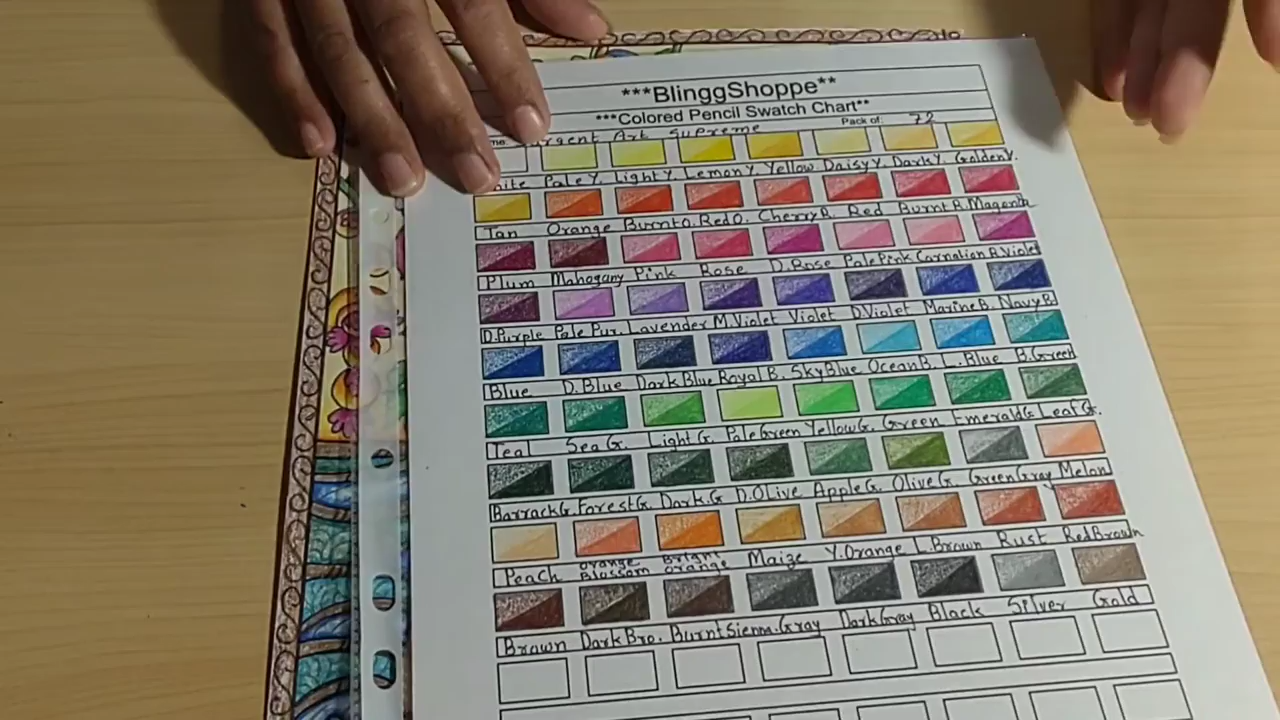 ***BlinggShoppe**
***Colored Pencil Swatch Chart**
me: Argent Art Supreme Pack of: 72
White Pale Y. Light Y. Lemon Y. Yellow Daisy Y. Dark Y. Golden Y.
Tan Orange Burnt O. Red O. Cherry R. Red Burnt R. Magenta
Plum Mahogany Pink Rose D.Rose Pale Pink Carnation R.Violet
D.Purple Pale Pur. Lavender M.Violet Violet D.Violet Marine B. Navy B.
Blue D.Blue Dark Blue Royal B. Sky Blue Ocean B. L.Blue B.Green
Teal Sea G. Light G. Pale Green Yellow G. Green Emerald G. Leaf G.
Barrack G. Forest G. Dark.G D.Olive Apple G. Olive G. Green Gray Melon
Peach Orange Blossom Bright Orange Maize Y.Orange L.Brown Rust Red Brown
Brown Dark Bro. Burnt Sienna. Gray Dark Gray Black Silver Gold